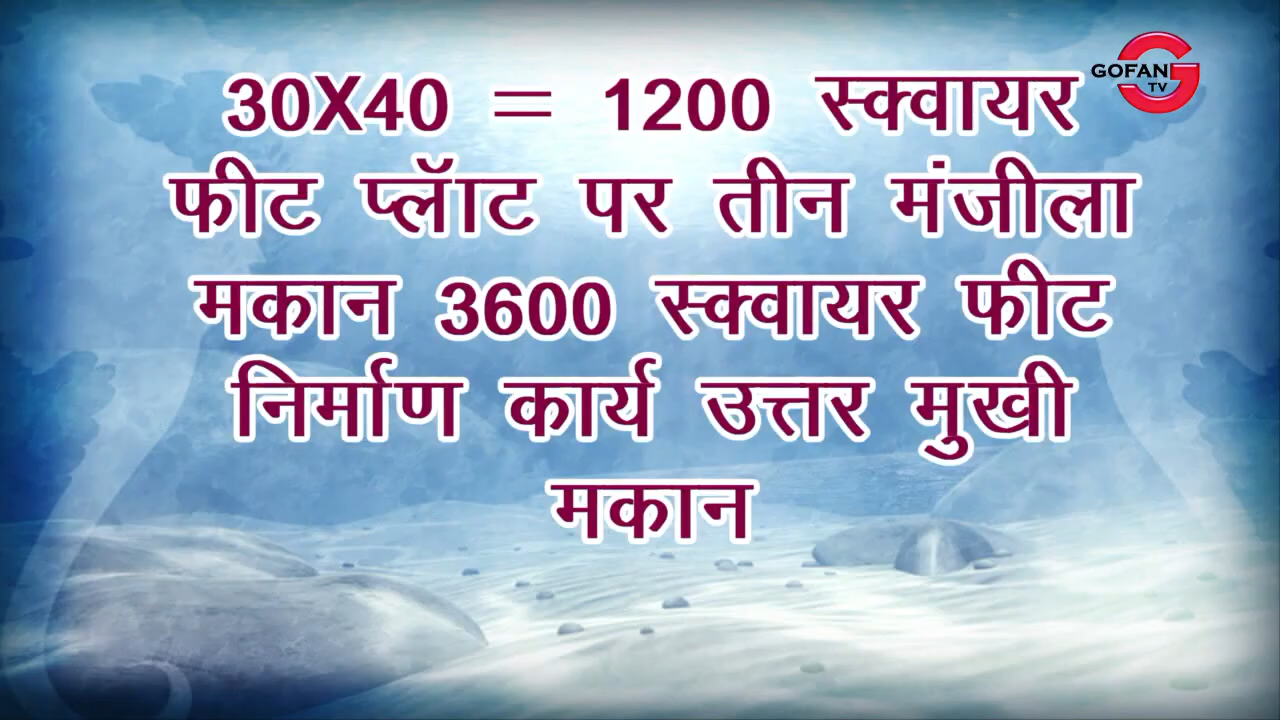 GOFAN G
TV
30X40 = 1200 स्क्वायर
फीट प्लॅाट पर तीन मंजीला
मकान 3600 स्क्वायर फीट
निर्माण कार्य उत्तर मुखी
मकान